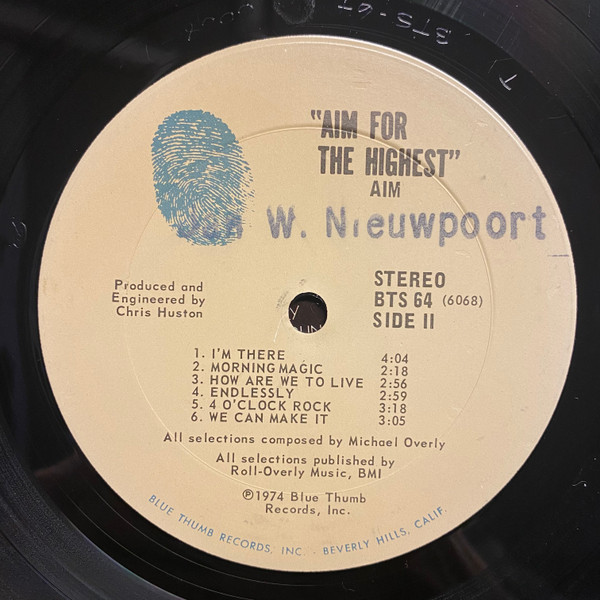 "AIM FOR
THE HIGHEST"
AIM
W. Nieuwpoort
Produced and
Engineered by
Chris Huston
STEREO
BTS 64 (6068)
SIDE II
1. I'M THERE 4:04
2. MORNING MAGIC 2:18
3. HOW ARE WE TO LIVE 2:56
4. ENDLESSLY 2:59
5. 4 O'CLOCK ROCK 3:18
6. WE CAN MAKE IT 3:05
All selections composed by Michael Overly
All selections published by
Roll-Overly Music, BMI
Ⓟ1974 Blue Thumb
Records, Inc.
BLUE THUMB RECORDS, INC. · BEVERLY HILLS, CALIF.